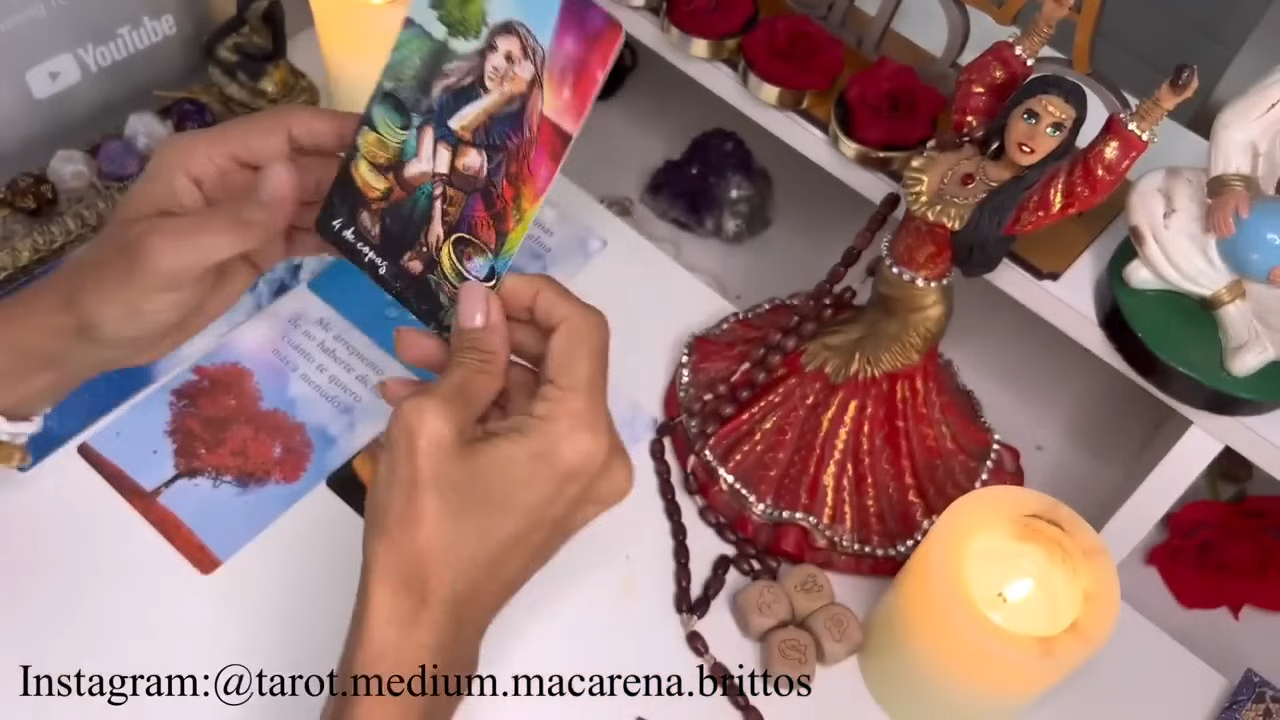 YouTube
4 de copas
Me arrepiento
de no haberte dicho
cuánto te quiero
más a menudo
Instagram:@tarot.medium.macarena.brittos